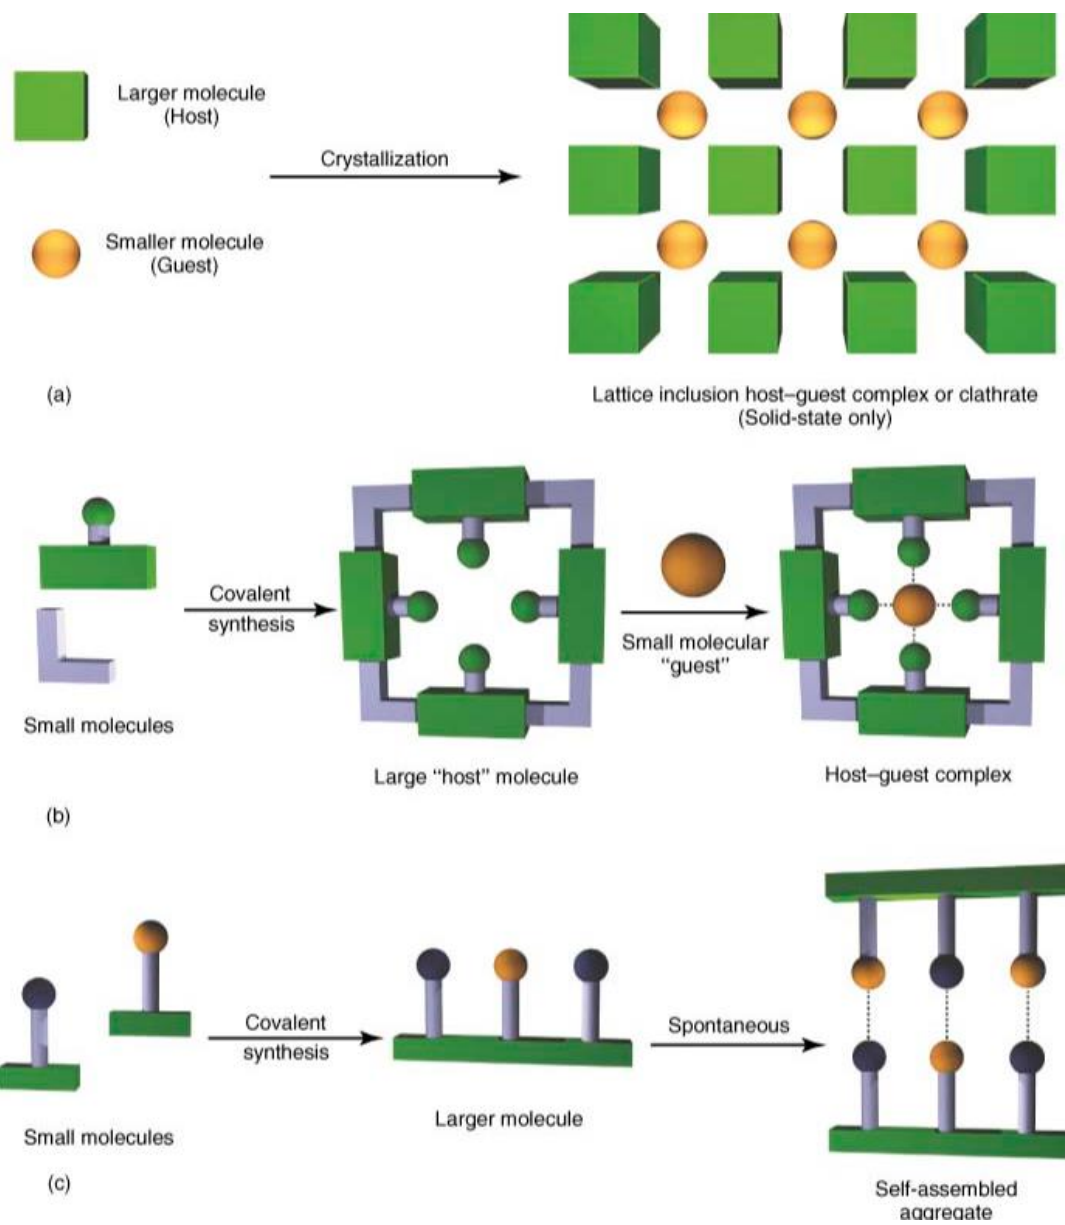 Larger molecule
(Host)
Crystallization
Smaller molecule
(Guest)
(a)
Lattice inclusion host–guest complex or clathrate
(Solid-state only)
Covalent
synthesis
Small molecular
“guest”
Small molecules
Large “host” molecule
Host–guest complex
(b)
Covalent
synthesis
Spontaneous
Larger molecule
Small molecules
(c)
Self-assembled
aggregate